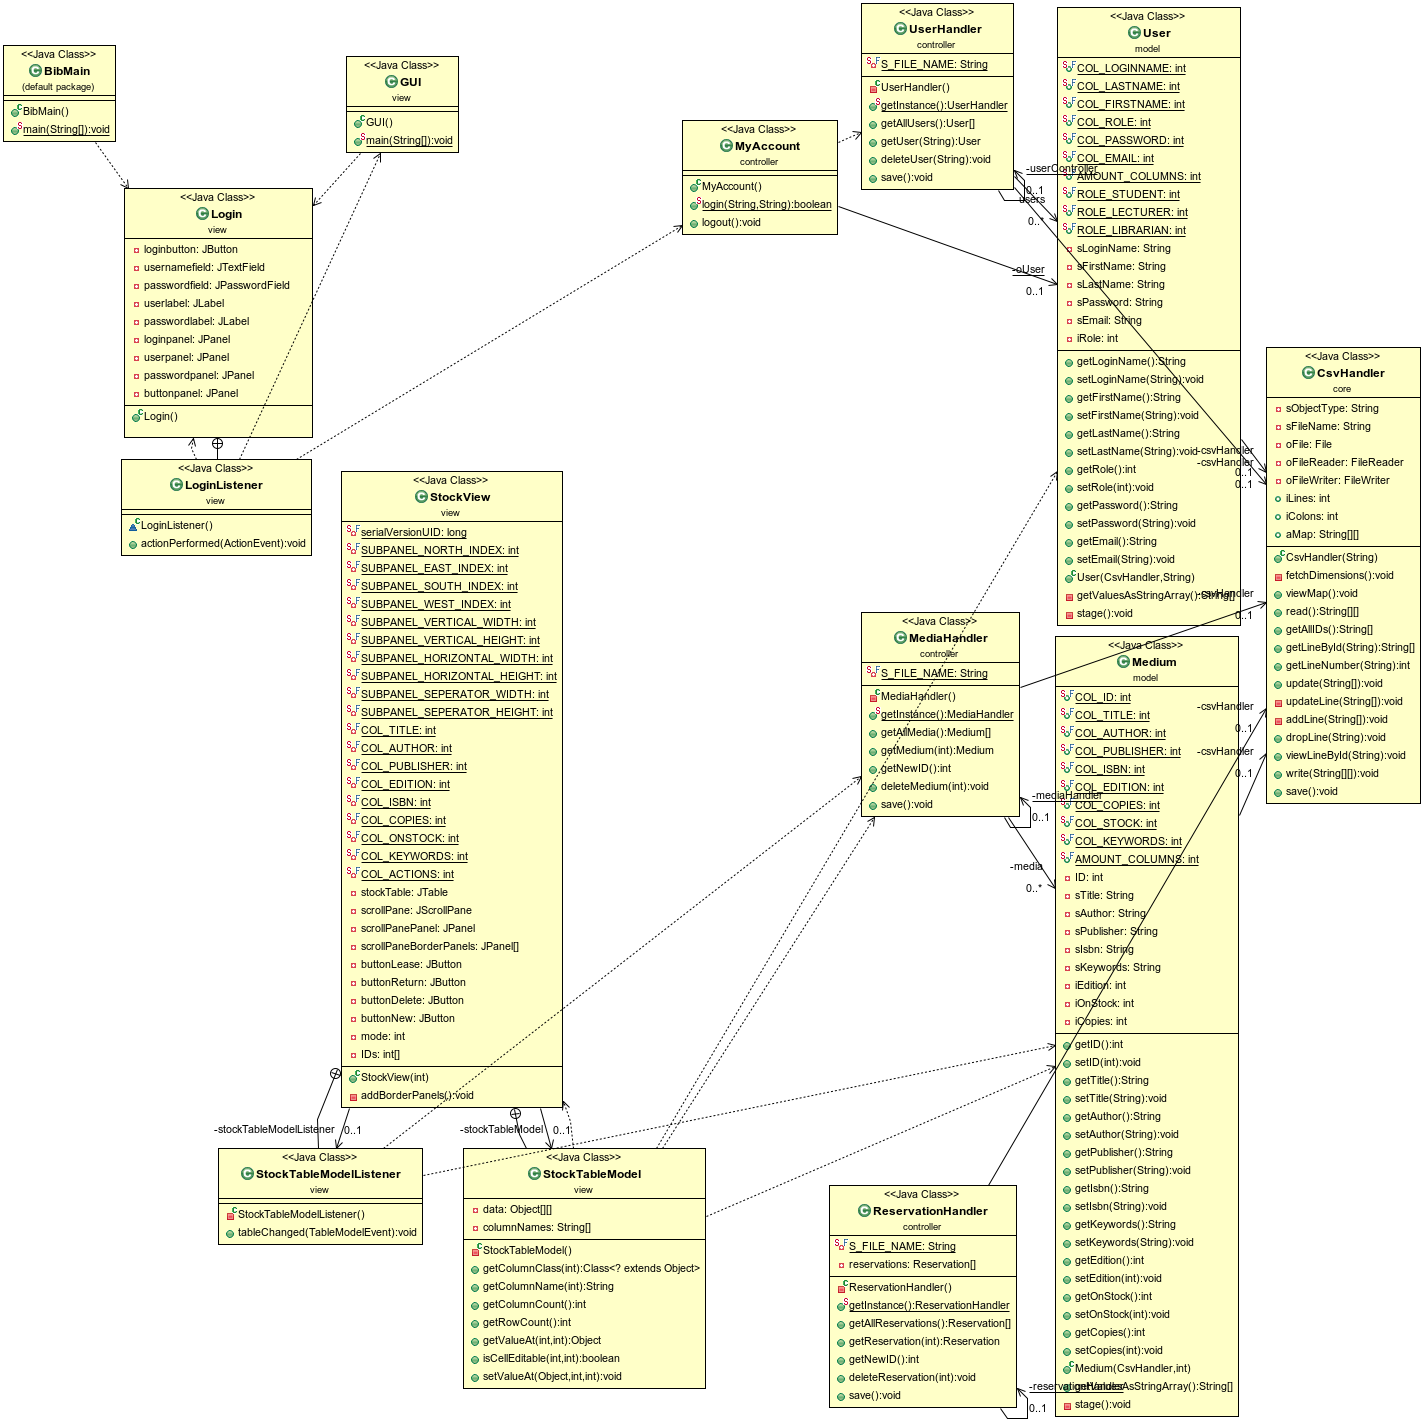 <<Java Class>>
BibMain
(default package)
BibMain()
main(String[]):void
<<Java Class>>
GUI
view
GUI()
main(String[]):void
<<Java Class>>
Login
view
loginbutton: JButton
usernamefield: JTextField
passwordfield: JPasswordField
userlabel: JLabel
passwordlabel: JLabel
loginpanel: JPanel
userpanel: JPanel
passwordpanel: JPanel
buttonpanel: JPanel
Login()
<<Java Class>>
LoginListener
view
LoginListener()
actionPerformed(ActionEvent):void
<<Java Class>>
MyAccount
controller
MyAccount()
login(String,String):boolean
logout():void
<<Java Class>>
UserHandler
controller
S_FILE_NAME: String
UserHandler()
getInstance():UserHandler
getAllUsers():User[]
getUser(String):User
deleteUser(String):void
save():void
-userController
0..1
-users
0..*
-oUser
0..1
<<Java Class>>
User
model
COL_LOGINNAME: int
COL_LASTNAME: int
COL_FIRSTNAME: int
COL_ROLE: int
COL_PASSWORD: int
COL_EMAIL: int
AMOUNT_COLUMNS: int
ROLE_STUDENT: int
ROLE_LECTURER: int
ROLE_LIBRARIAN: int
sLoginName: String
sFirstName: String
sLastName: String
sPassword: String
sEmail: String
iRole: int
getLoginName():String
setLoginName(String):void
getFirstName():String
setFirstName(String):void
getLastName():String
setLastName(String):void
getRole():int
setRole(int):void
getPassword():String
setPassword(String):void
getEmail():String
setEmail(String):void
User(CsvHandler,String)
getValuesAsStringArray():String[]
stage():void
-csvHandler
-csvHandler
0..1
0..1
-csvHandler
0..1
-csvHandler
0..1
-csvHandler
0..1
<<Java Class>>
CsvHandler
core
sObjectType: String
sFileName: String
oFile: File
oFileReader: FileReader
oFileWriter: FileWriter
iLines: int
iColons: int
aMap: String[][]
CsvHandler(String)
fetchDimensions():void
viewMap():void
read():String[][]
getAllIDs():String[]
getLineById(String):String[]
getLineNumber(String):int
update(String[]):void
updateLine(String[]):void
addLine(String[]):void
dropLine(String):void
viewLineById(String):void
write(String[][]):void
save():void
<<Java Class>>
StockView
view
serialVersionUID: long
SUBPANEL_NORTH_INDEX: int
SUBPANEL_EAST_INDEX: int
SUBPANEL_SOUTH_INDEX: int
SUBPANEL_WEST_INDEX: int
SUBPANEL_VERTICAL_WIDTH: int
SUBPANEL_VERTICAL_HEIGHT: int
SUBPANEL_HORIZONTAL_WIDTH: int
SUBPANEL_HORIZONTAL_HEIGHT: int
SUBPANEL_SEPERATOR_WIDTH: int
SUBPANEL_SEPERATOR_HEIGHT: int
COL_TITLE: int
COL_AUTHOR: int
COL_PUBLISHER: int
COL_EDITION: int
COL_ISBN: int
COL_COPIES: int
COL_ONSTOCK: int
COL_KEYWORDS: int
COL_ACTIONS: int
stockTable: JTable
scrollPane: JScrollPane
scrollPanePanel: JPanel
scrollPaneBorderPanels: JPanel[]
buttonLease: JButton
buttonReturn: JButton
buttonDelete: JButton
buttonNew: JButton
mode: int
IDs: int[]
StockView(int)
addBorderPanels():void
-stockTableModelListener
0..1
-stockTableModel
0..1
<<Java Class>>
StockTableModelListener
view
StockTableModelListener()
tableChanged(TableModelEvent):void
<<Java Class>>
StockTableModel
view
data: Object[][]
columnNames: String[]
StockTableModel()
getColumnClass(int):Class<? extends Object>
getColumnName(int):String
getColumnCount():int
getRowCount():int
getValueAt(int,int):Object
isCellEditable(int,int):boolean
setValueAt(Object,int,int):void
<<Java Class>>
MediaHandler
controller
S_FILE_NAME: String
MediaHandler()
getInstance():MediaHandler
getAllMedia():Medium[]
getMedium(int):Medium
getNewID():int
deleteMedium(int):void
save():void
-mediaHandler
0..1
-media
0..*
<<Java Class>>
Medium
model
COL_ID: int
COL_TITLE: int
COL_AUTHOR: int
COL_PUBLISHER: int
COL_ISBN: int
COL_EDITION: int
COL_COPIES: int
COL_STOCK: int
COL_KEYWORDS: int
AMOUNT_COLUMNS: int
ID: int
sTitle: String
sAuthor: String
sPublisher: String
sIsbn: String
sKeywords: String
iEdition: int
iOnStock: int
iCopies: int
getID():int
setID(int):void
getTitle():String
setTitle(String):void
getAuthor():String
setAuthor(String):void
getPublisher():String
setPublisher(String):void
getIsbn():String
setIsbn(String):void
getKeywords():String
setKeywords(String):void
getEdition():int
setEdition(int):void
getOnStock():int
setOnStock(int):void
getCopies():int
setCopies(int):void
Medium(CsvHandler,int)
getValuesAsStringArray():String[]
stage():void
<<Java Class>>
ReservationHandler
controller
S_FILE_NAME: String
reservations: Reservation[]
ReservationHandler()
getInstance():ReservationHandler
getAllReservations():Reservation[]
getReservation(int):Reservation
getNewID():int
deleteReservation(int):void
save():void
-reservationHandler
0..1